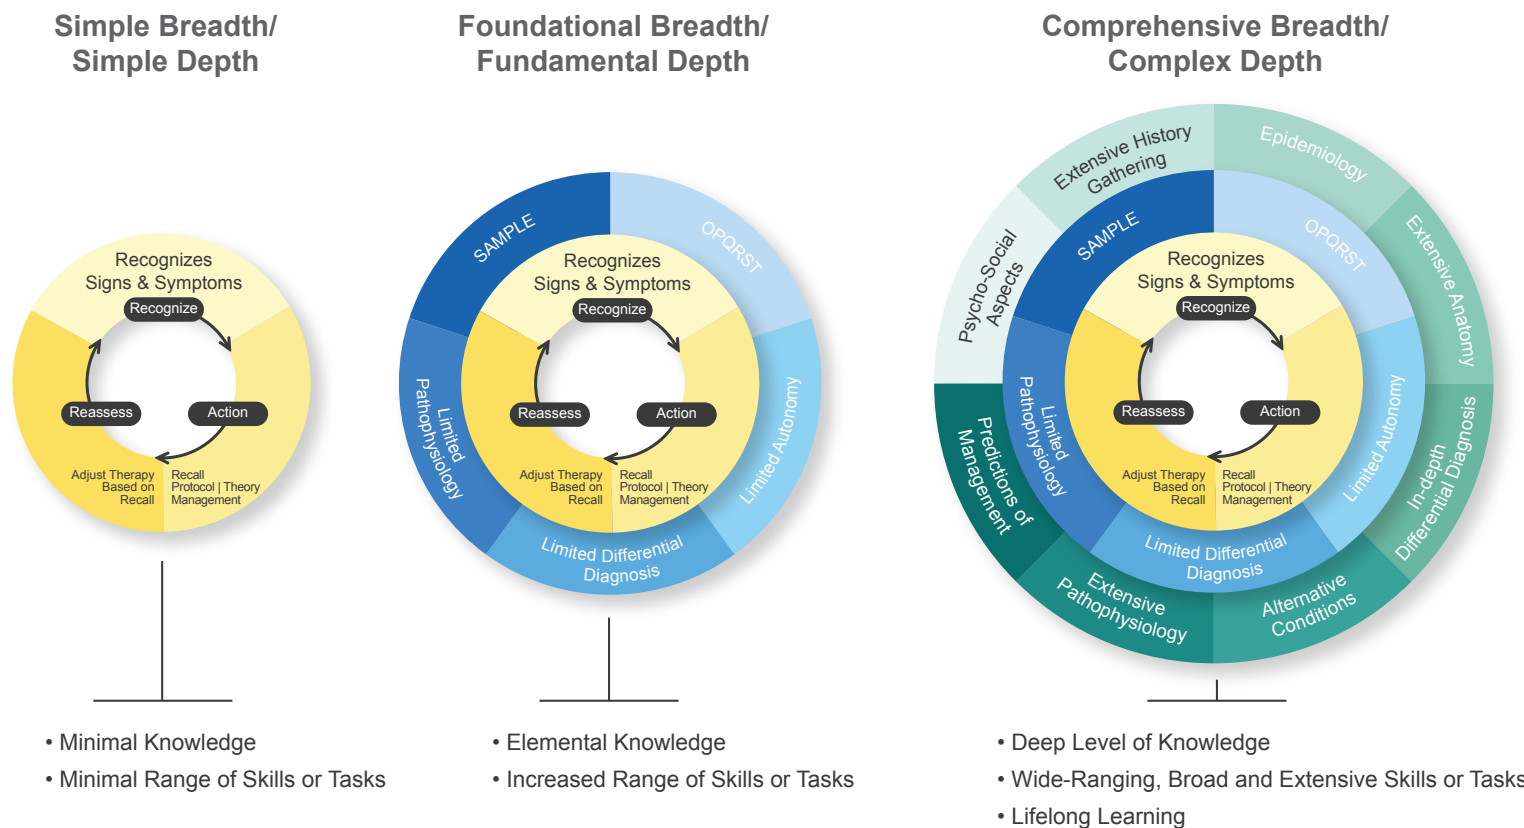 Simple Breadth/
Simple Depth
Recognizes
Signs & Symptoms
Recognize
Reassess
Action
Adjust Therapy
Based on
Recall
Recall
Protocol | Theory
Management
• Minimal Knowledge
• Minimal Range of Skills or Tasks
Foundational Breadth/
Fundamental Depth
SAMPLE
OPQRST
Limited
Pathophysiology
Limited Autonomy
Limited Differential
Diagnosis
Recognizes
Signs & Symptoms
Recognize
Reassess
Action
Adjust Therapy
Based on
Recall
Recall
Protocol | Theory
Management
• Elemental Knowledge
• Increased Range of Skills or Tasks
Comprehensive Breadth/
Complex Depth
Extensive History
Gathering
Epidemiology
Extensive Anatomy
In-depth
Differential Diagnosis
Alternative
Conditions
Extensive
Pathophysiology
Predictions of
Management
Psycho-Social
Aspects
SAMPLE
OPQRST
Limited
Pathophysiology
Limited Autonomy
Limited Differential
Diagnosis
Recognizes
Signs & Symptoms
Recognize
Reassess
Action
Adjust Therapy
Based on
Recall
Recall
Protocol | Theory
Management
• Deep Level of Knowledge
• Wide-Ranging, Broad and Extensive Skills or Tasks
• Lifelong Learning